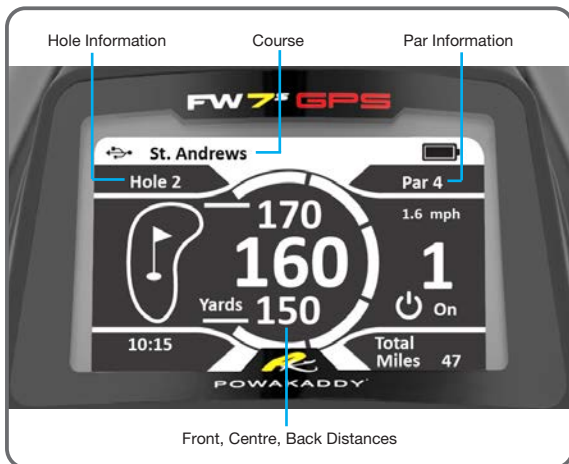 Hole Information
Course
Par Information
FW7s GPS
St. Andrews
Hole 2
Par 4
170
1.6 mph
160
1
Yards
150
On
10:15
Total
Miles 47
POWAKADDY
Front, Centre, Back Distances